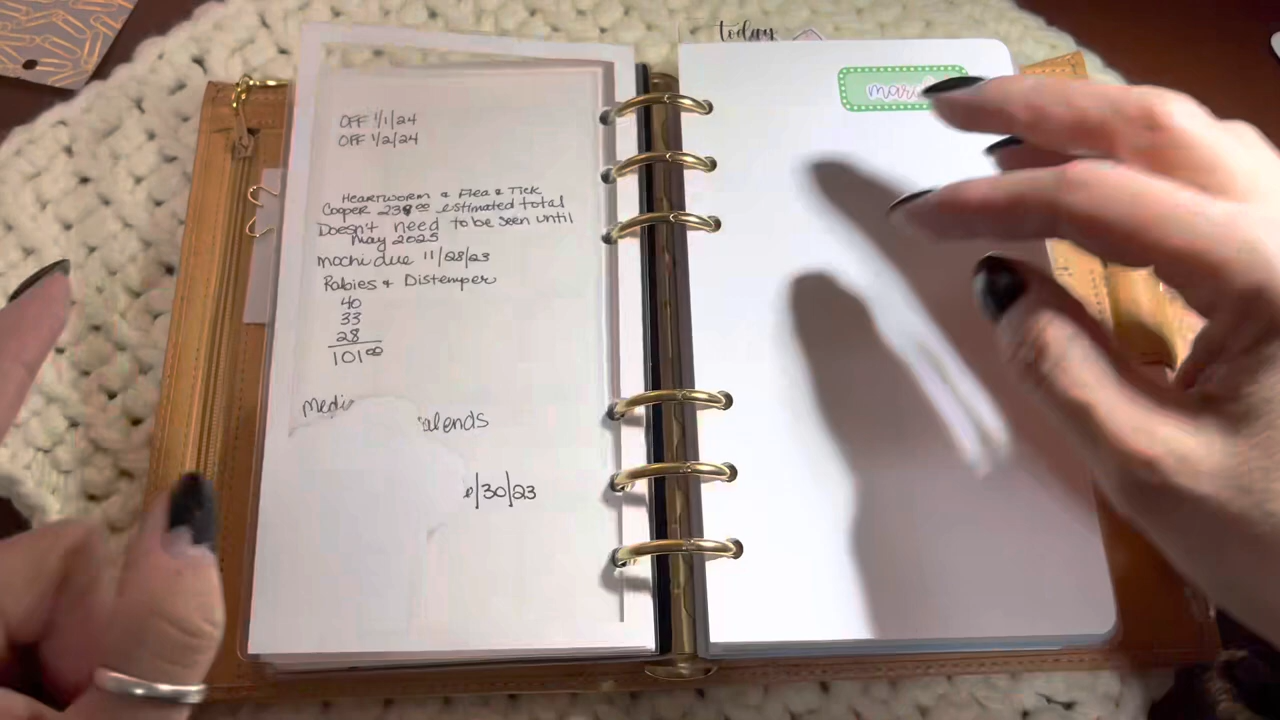 today
OFF 1/1/24
OFF 1/2/24
HEARTWORM & Flea & Tick
Cooper 23 00 estimated total
Doesn't need to be seen until
May 2025
Mochi due 11/28/23
Rabies & Distemper
40
33
28
101 00
/30/23